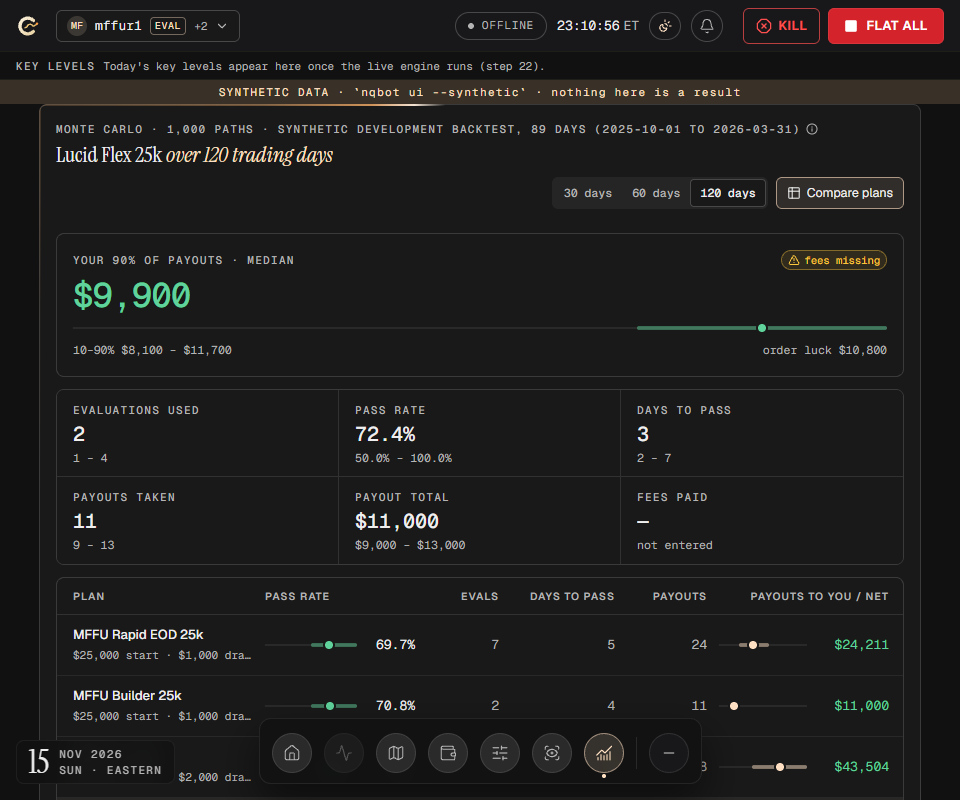 MF mffur1 EVAL +2
OFFLINE
23:10:56 ET
KILL
FLAT ALL
KEY LEVELS Today's key levels appear here once the live engine runs (step 22).
SYNTHETIC DATA · `nqbot ui --synthetic` · nothing here is a result
MONTE CARLO · 1,000 PATHS · SYNTHETIC DEVELOPMENT BACKTEST, 89 DAYS (2025-10-01 TO 2026-03-31)
Lucid Flex 25k over 120 trading days
30 days 60 days 120 days Compare plans
YOUR 90% OF PAYOUTS · MEDIAN
fees missing
$9,900
10–90% $8,100 – $11,700
order luck $10,800
EVALUATIONS USED
2
1 – 4
PASS RATE
72.4%
50.0% – 100.0%
DAYS TO PASS
3
2 – 7
PAYOUTS TAKEN
11
9 – 13
PAYOUT TOTAL
$11,000
$9,000 – $13,000
FEES PAID
—
not entered
PLAN PASS RATE EVALS DAYS TO PASS PAYOUTS PAYOUTS TO YOU / NET
MFFU Rapid EOD 25k
$25,000 start · $1,000 dra…
69.7% 7 5 24 $24,211
MFFU Builder 25k
$25,000 start · $1,000 dra…
70.8% 2 4 11 $11,000
$2,000 dra…
$43,504
15 NOV 2026
SUN · EASTERN